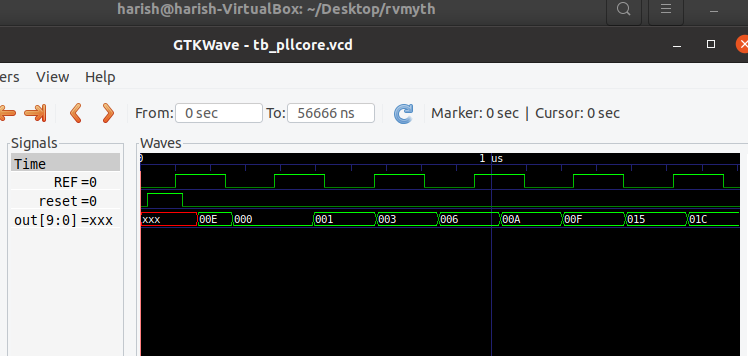 harish@harish-VirtualBox: ~/Desktop/rvmyth
GTKWave - tb_pllcore.vcd
ers View Help
From: 0 sec To: 56666 ns Marker: 0 sec | Cursor: 0 sec
Signals Waves
Time 0 1 us
REF =0
reset =0
out[9:0] =xxx xxx 00E 000 001 003 006 00A 00F 015 01C